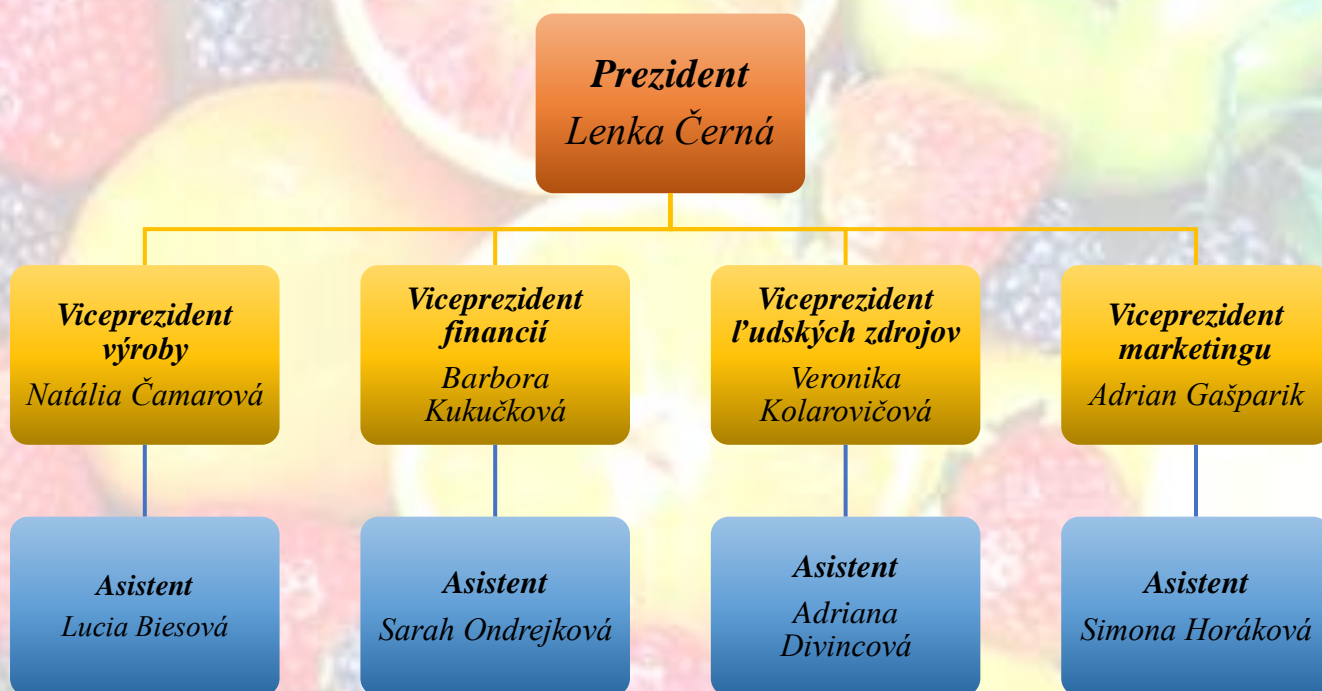 Prezident
Lenka Černá
Viceprezident
výroby
Natália Čamarová
Viceprezident
financií
Barbora
Kukučková
Viceprezident
ľudských zdrojov
Veronika
Kolarovičová
Viceprezident
marketingu
Adrian Gašparik
Asistent
Lucia Biesová
Asistent
Sarah Ondrejková
Asistent
Adriana
Divincová
Asistent
Simona Horáková